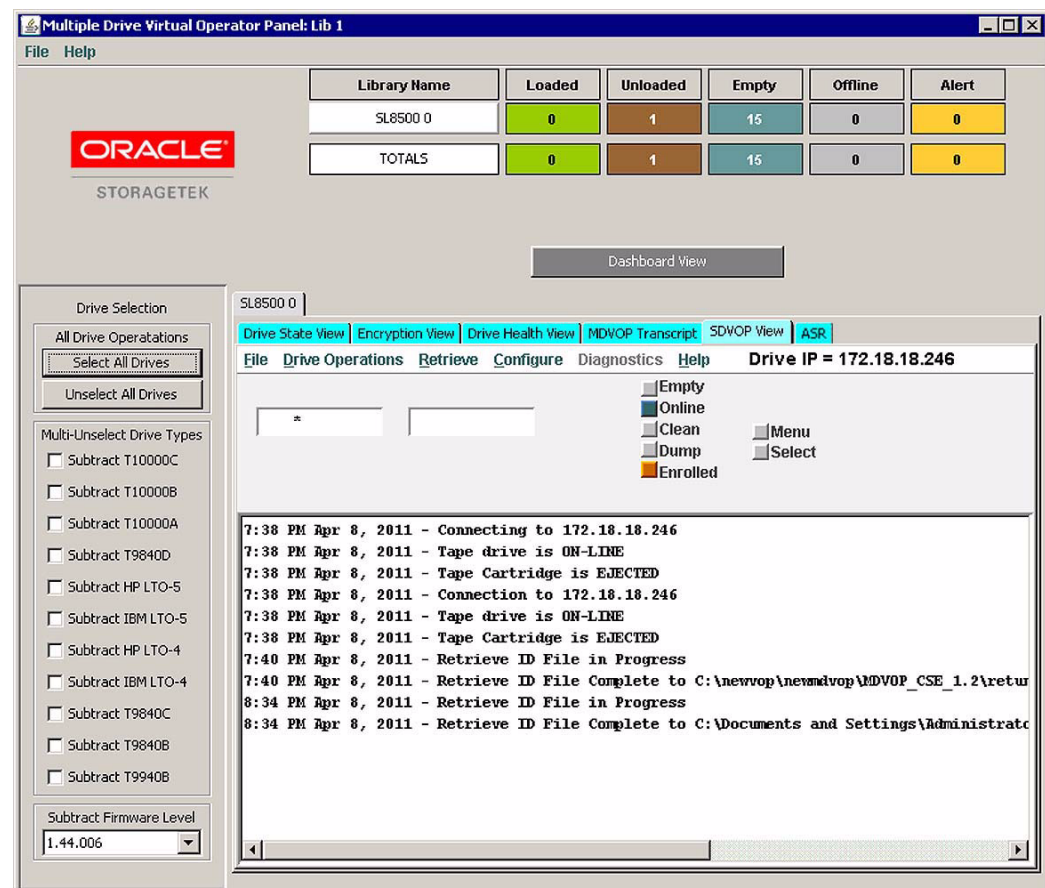 Multiple Drive Virtual Operator Panel: Lib 1
File Help
Library Name Loaded Unloaded Empty Offline Alert
SL8500 0 0 1 15 0 0
TOTALS 0 1 15 0 0
ORACLE
STORAGETEK
Dashboard View
Drive Selection
All Drive Operatations
Select All Drives
Unselect All Drives
Multi-Unselect Drive Types
Subtract T10000C
Subtract T10000B
Subtract T10000A
Subtract T9840D
Subtract HP LTO-5
Subtract IBM LTO-5
Subtract HP LTO-4
Subtract IBM LTO-4
Subtract T9840C
Subtract T9840B
Subtract T9940B
Subtract Firmware Level
1.44.006
SL8500 0
Drive State View Encryption View Drive Health View MDVOP Transcript SDVOP View ASR
File Drive Operations Retrieve Configure Diagnostics Help Drive IP = 172.18.18.246
*
Empty
Online
Clean
Dump
Enrolled
Menu
Select
7:38 PM Apr 8, 2011 - Connecting to 172.18.18.246
7:38 PM Apr 8, 2011 - Tape drive is ON-LINE
7:38 PM Apr 8, 2011 - Tape Cartridge is EJECTED
7:38 PM Apr 8, 2011 - Connection to 172.18.18.246
7:38 PM Apr 8, 2011 - Tape drive is ON-LINE
7:38 PM Apr 8, 2011 - Tape Cartridge is EJECTED
7:40 PM Apr 8, 2011 - Retrieve ID File in Progress
7:40 PM Apr 8, 2011 - Retrieve ID File Complete to C:\newvop\newmdvop\MDVOP_CSE_1.2\retur
8:34 PM Apr 8, 2011 - Retrieve ID File in Progress
8:34 PM Apr 8, 2011 - Retrieve ID File Complete to C:\Documents and Settings\Administrato